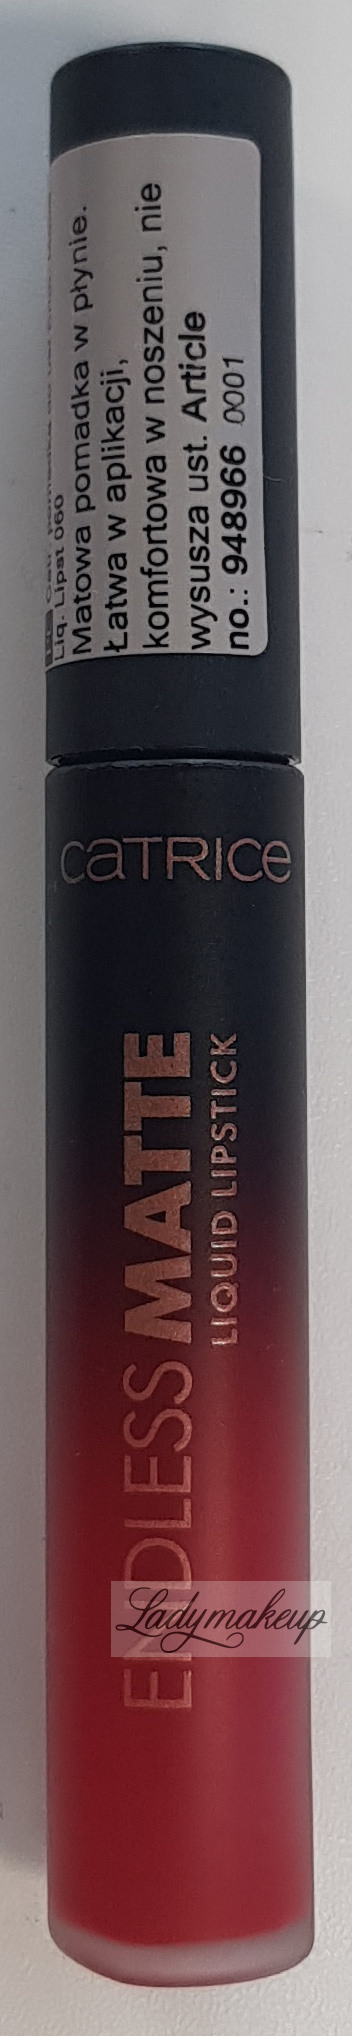 Liq. Lipst 060
Matowa pomadka w płynie.
Łatwa w aplikacji,
komfortowa w noszeniu, nie
wysusza ust. Article
no.: 948966 0001
CATRICE
ENDLESS MATTE
LIQUID LIPSTICK
Ladymakeup